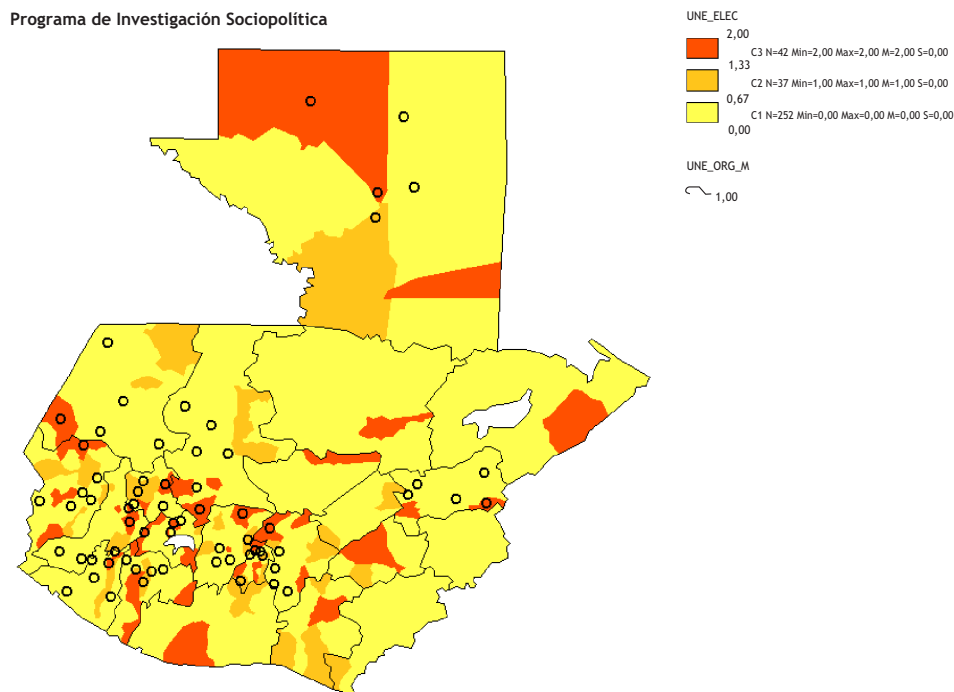 Programa de Investigación Sociopolítica
UNE_ELEC
2,00
C3 N=42 Min=2,00 Max=2,00 M=2,00 S=0,00
1,33
C2 N=37 Min=1,00 Max=1,00 M=1,00 S=0,00
0,67
C1 N=252 Min=0,00 Max=0,00 M=0,00 S=0,00
0,00
UNE_ORG_M
1,00